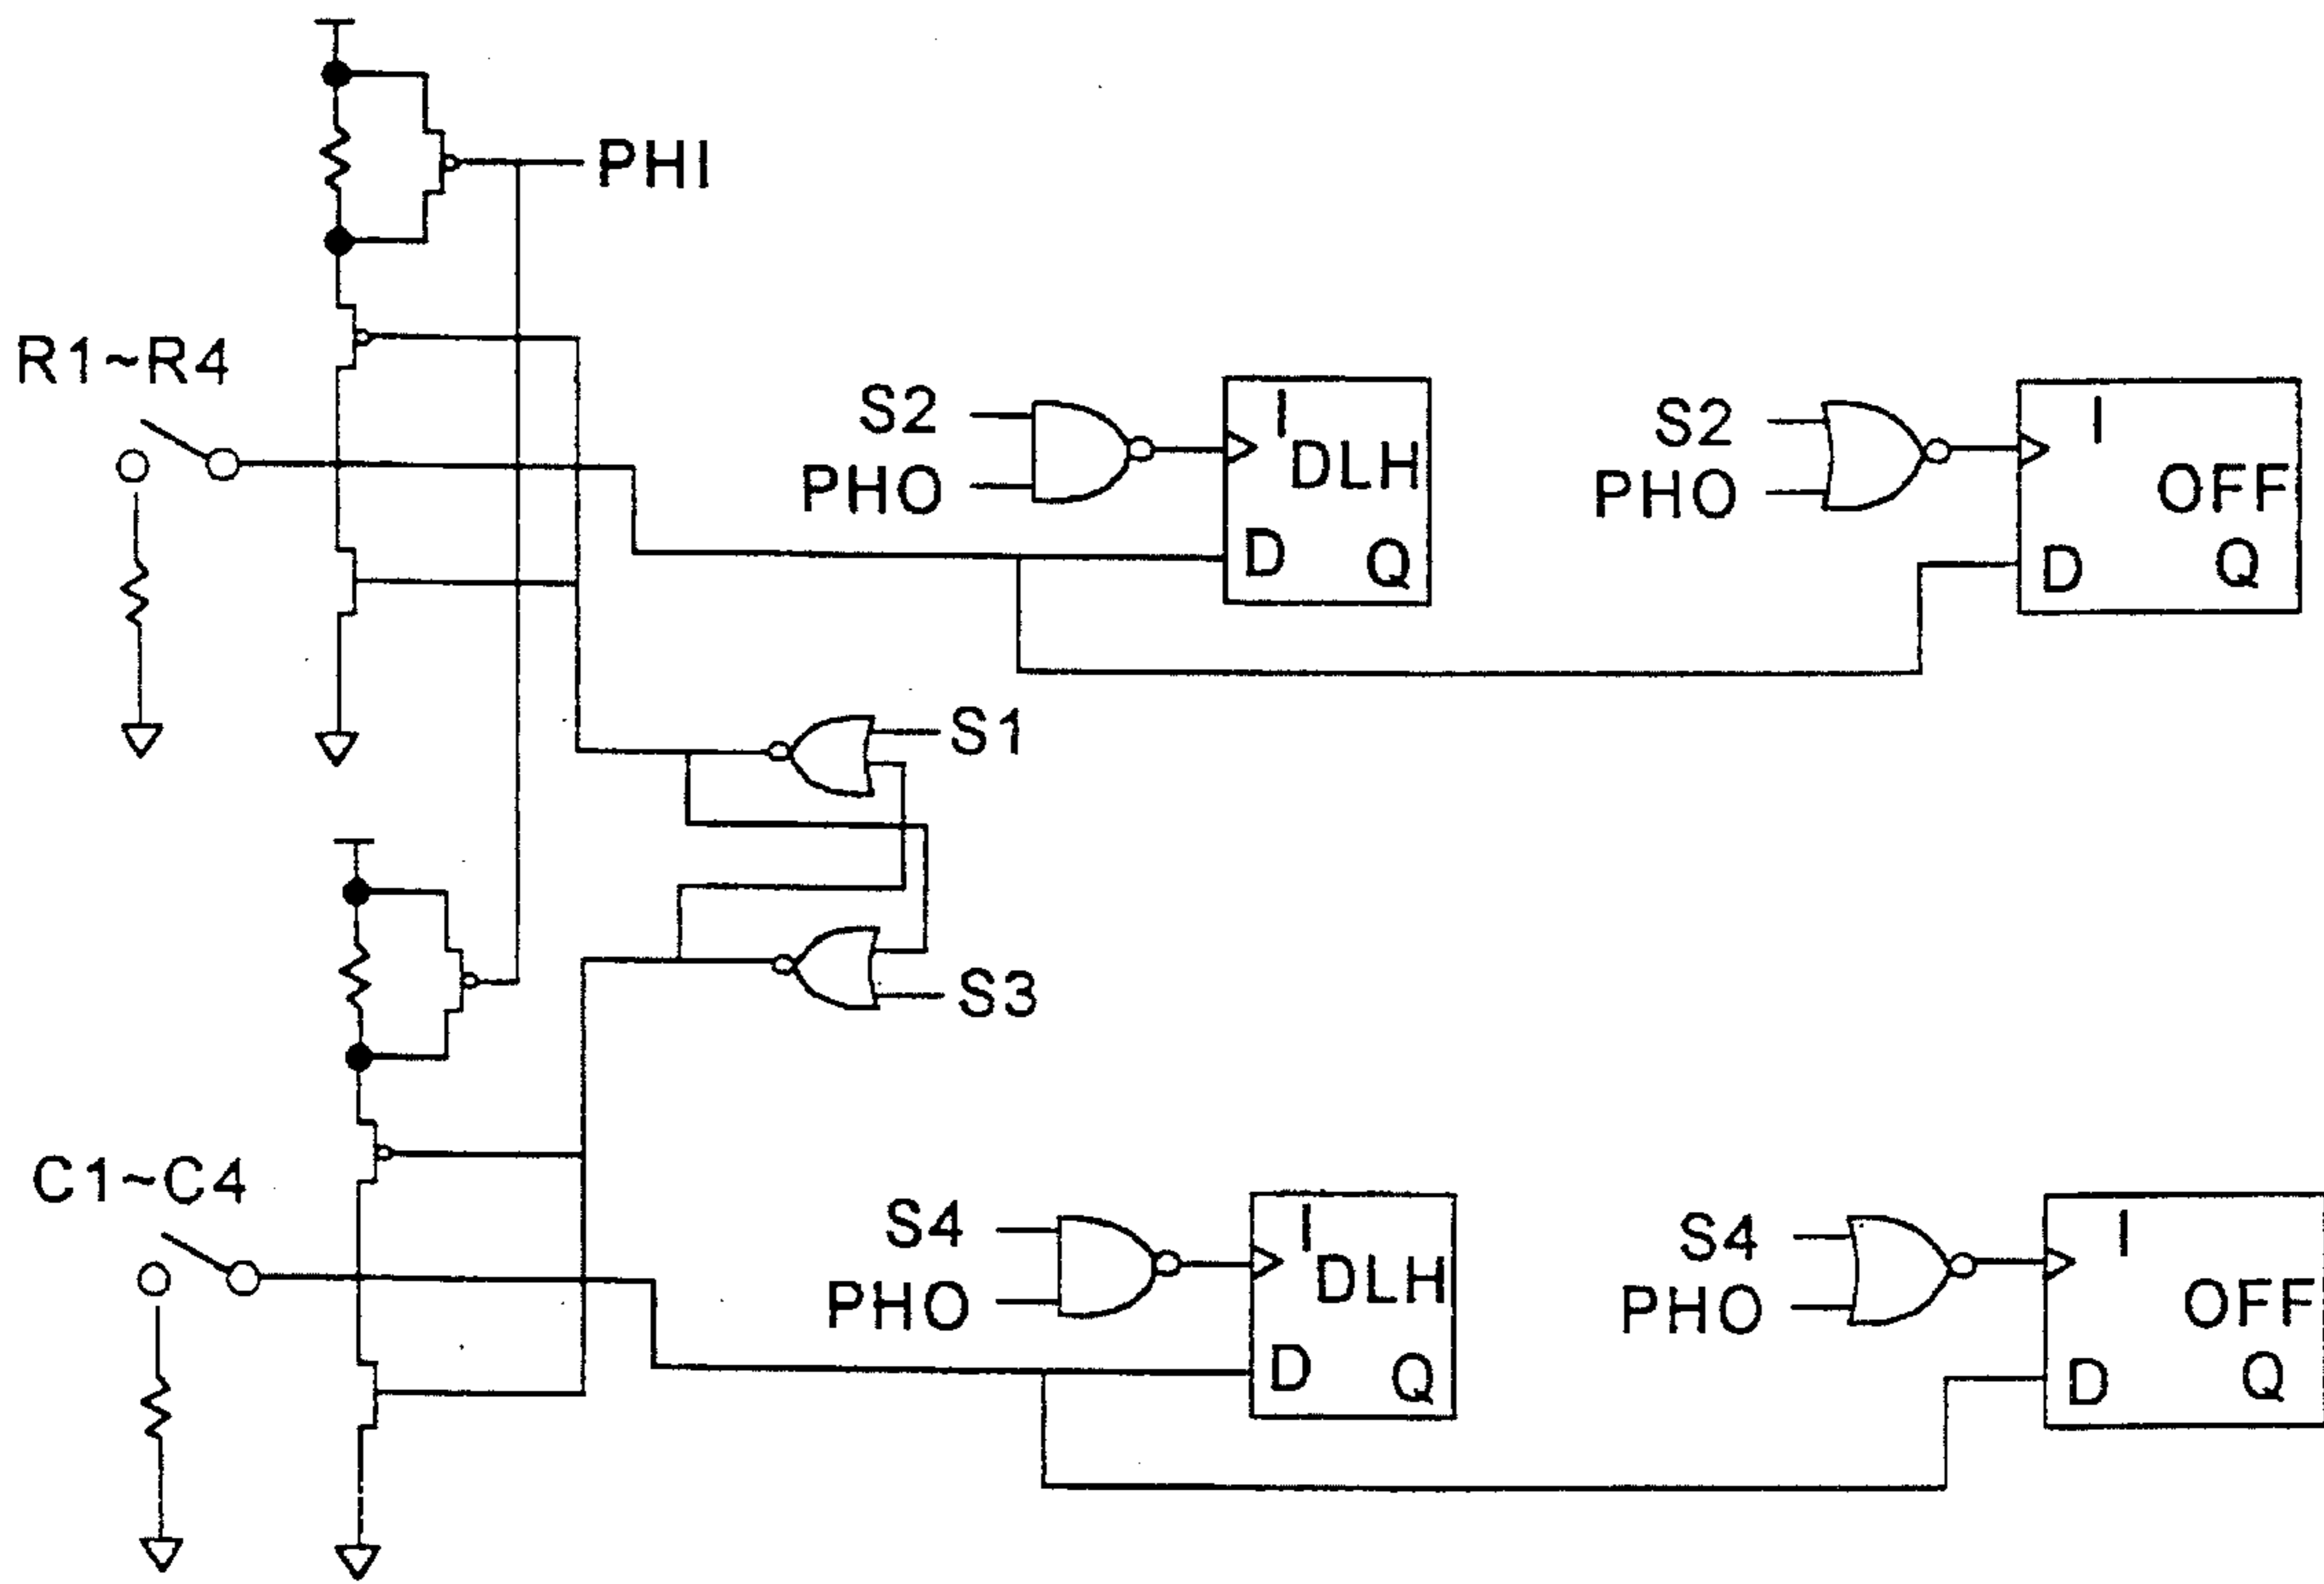 PHI
R1~R4
S2
PHO
I
DLH
D Q
S2
PHO
I
OFF
D Q
S1
S3
C1~C4
S4
PHO
I
DLH
D Q
S4
PHO
I
OFF
D Q